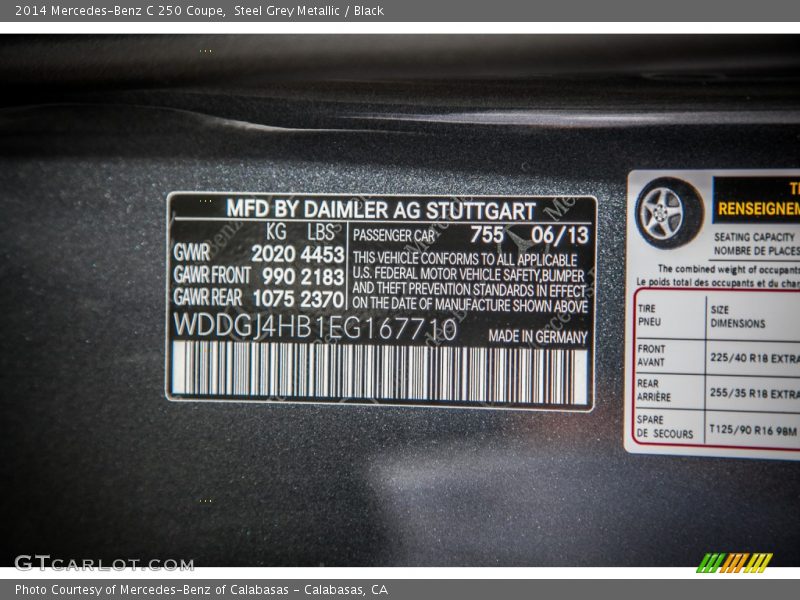 2014 Mercedes-Benz C 250 Coupe,  Steel Grey Metallic / Black
MFD BY DAIMLER AG STUTTGART
KG LBS
GWR 2020 4453
GAWR FRONT 990 2183
GAWR REAR 1075 2370
PASSENGER CAR 755 06/13
THIS VEHICLE CONFORMS TO ALL APPLICABLE
U.S. FEDERAL MOTOR VEHICLE SAFETY, BUMPER
AND THEFT PREVENTION STANDARDS IN EFFECT
ON THE DATE OF MANUFACTURE SHOWN ABOVE
WDDGJ4HB1EG167710
MADE IN GERMANY
RENSEIGNEM
SEATING CAPACITY
NOMBRE DE PLACES
The combined weight of occupants
Le poids total des occupants et du char
TIRE
PNEU
SIZE
DIMENSIONS
FRONT
AVANT
225/40 R18 EXTRA
REAR
ARRIÈRE
255/35 R18 EXTRA
SPARE
DE SECOURS
T125/90 R16 98M
GTcarlot.com
Photo Courtesy of Mercedes-Benz of Calabasas - Calabasas, CA